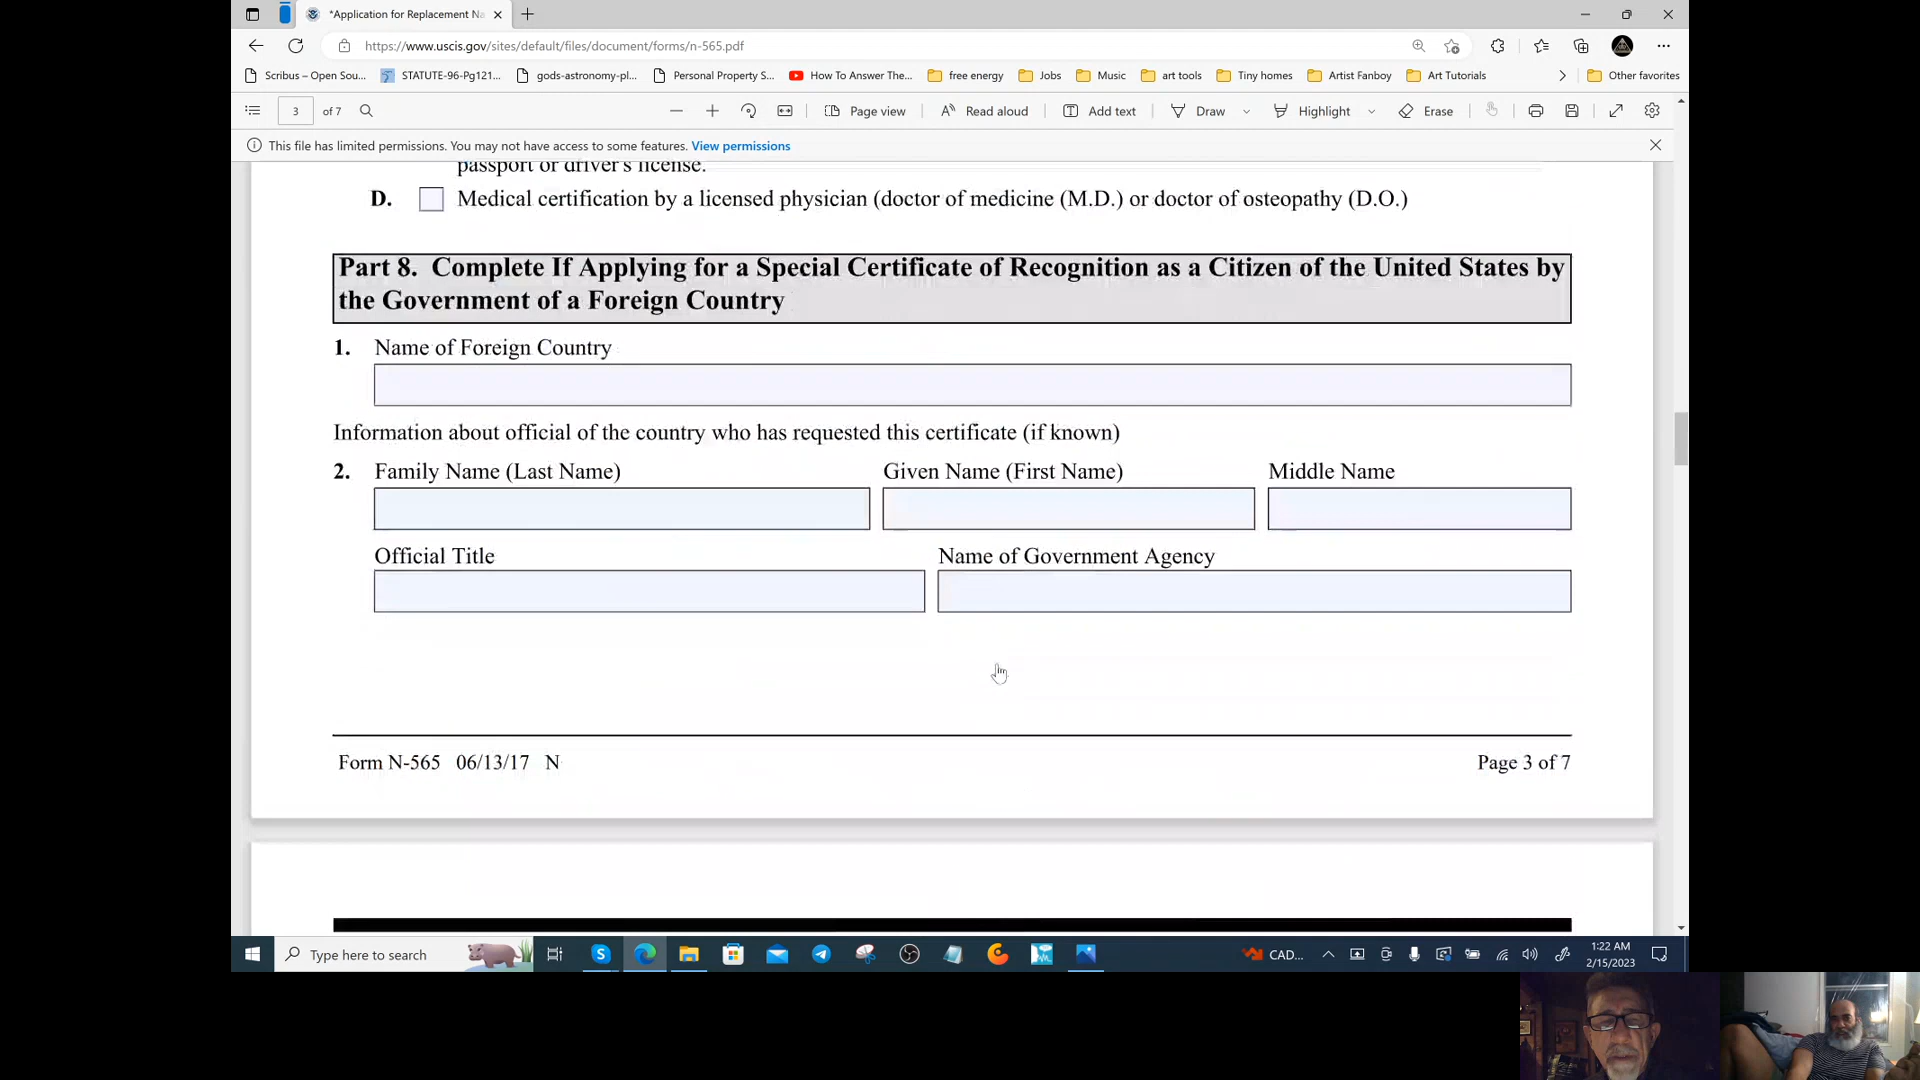 *Application for Replacement Na
https://www.uscis.gov/sites/default/files/document/forms/n-565.pdf
Scribus – Open Sou... STATUTE-96-Pg121... gods-astronomy-pl... Personal Property S... How To Answer The... free energy Jobs Music art tools Tiny homes Artist Fanboy Art Tutorials Other favorites
3 of 7 Page view Read aloud Add text Draw Highlight Erase
This file has limited permissions. You may not have access to some features. View permissions
passport or driver's license.
D. Medical certification by a licensed physician (doctor of medicine (M.D.) or doctor of osteopathy (D.O.)
Part 8. Complete If Applying for a Special Certificate of Recognition as a Citizen of the United States by
the Government of a Foreign Country
1. Name of Foreign Country
Information about official of the country who has requested this certificate (if known)
2. Family Name (Last Name) Given Name (First Name) Middle Name
Official Title Name of Government Agency
Form N-565 06/13/17 N Page 3 of 7
Type here to search CAD... 1:22 AM
2/15/2023